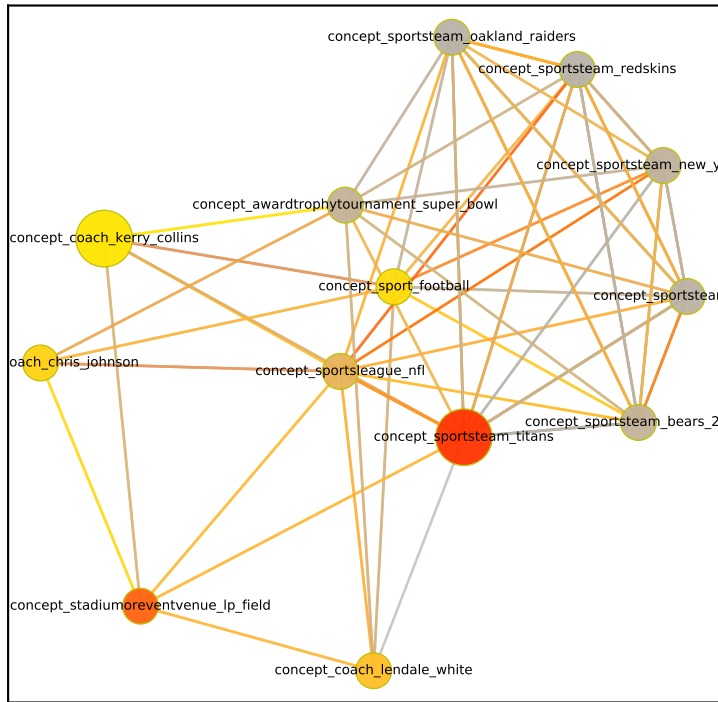 concept_sportsteam_oakland_raiders
concept_sportsteam_redskins
concept_sportsteam_new_y
concept_awardtrophytournament_super_bowl
concept_coach_kerry_collins
concept_sport_football
concept_sportsteam
oach_chris_johnson
concept_sportsleague_nfl
concept_sportsteam_bears_2
concept_sportsteam_titans
concept_stadiumoreventvenue_lp_field
concept_coach_lendale_white